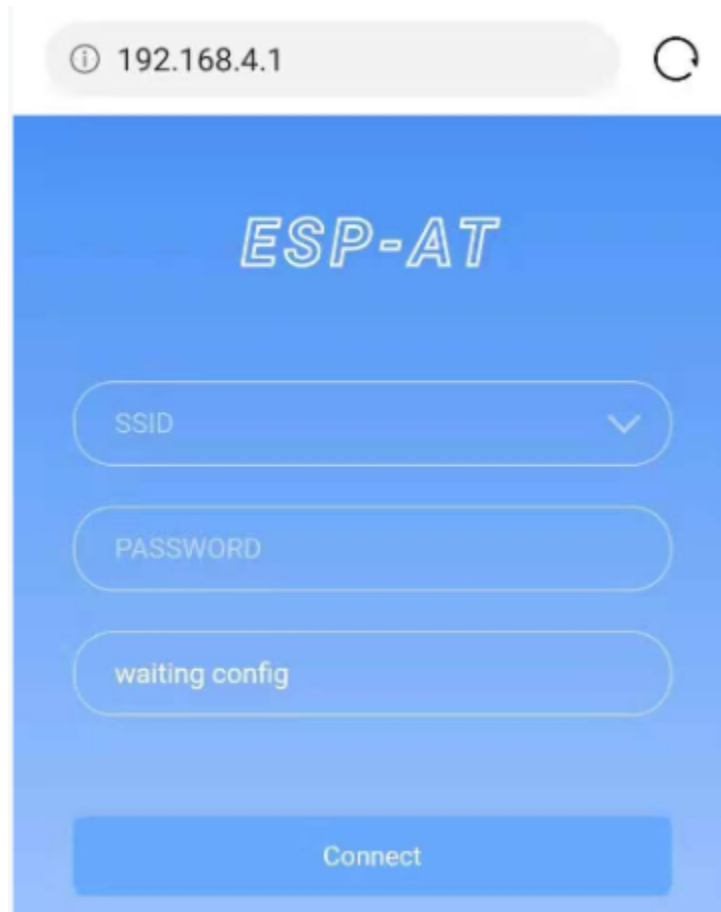 192.168.4.1
ESP-AT
SSID
PASSWORD
waiting config
Connect